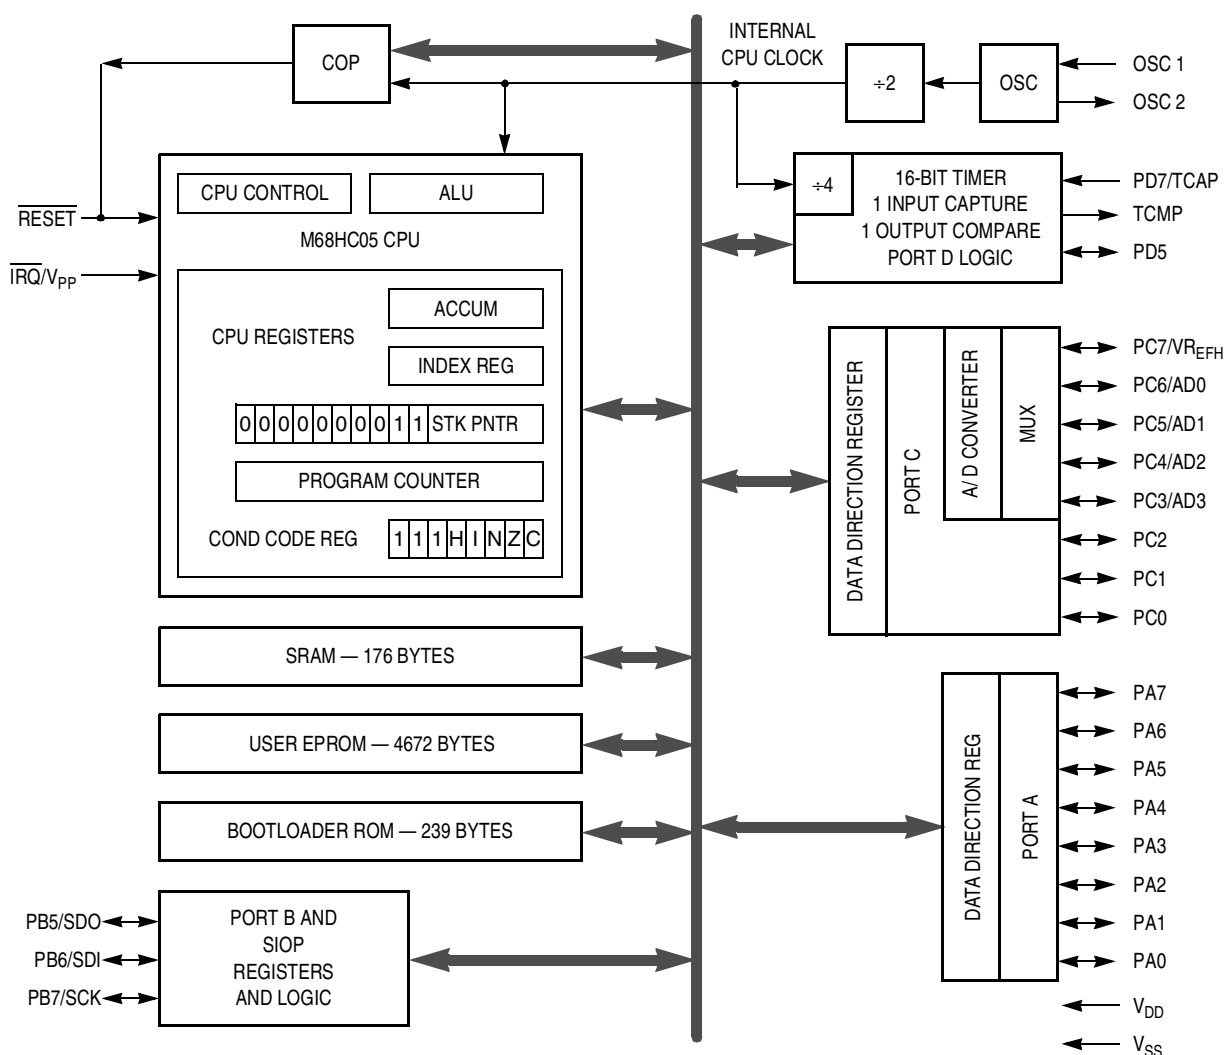 INTERNAL
CPU CLOCK
COP
÷2
OSC
OSC 1
OSC 2
CPU CONTROL
ALU
M68HC05 CPU
RESET
IRQ/VPP
÷4
16-BIT TIMER
1 INPUT CAPTURE
1 OUTPUT COMPARE
PORT D LOGIC
PD7/TCAP
TCMP
PD5
CPU REGISTERS
ACCUM
INDEX REG
0 0 0 0 0 0 0 0 1 1 STK PNTR
PROGRAM COUNTER
COND CODE REG
1 1 1 H I N Z C
DATA DIRECTION REGISTER
PORT C
A/ D CONVERTER
MUX
PC7/VREFH
PC6/AD0
PC5/AD1
PC4/AD2
PC3/AD3
PC2
PC1
PC0
SRAM — 176 BYTES
USER EPROM — 4672 BYTES
BOOTLOADER ROM — 239 BYTES
DATA DIRECTION REG
PORT A
PA7
PA6
PA5
PA4
PA3
PA2
PA1
PA0
PB5/SDO
PB6/SDI
PB7/SCK
PORT B AND
SIOP
REGISTERS
AND LOGIC
VDD
VSS